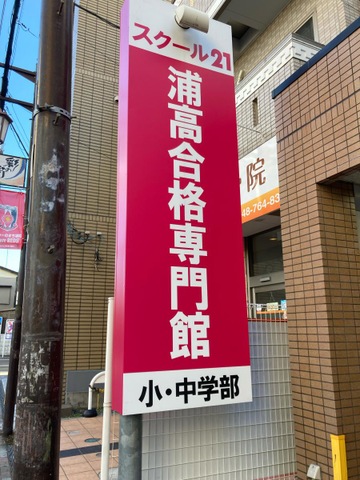 スクール21
浦高合格専門館
小・中学部
院
48-764-83